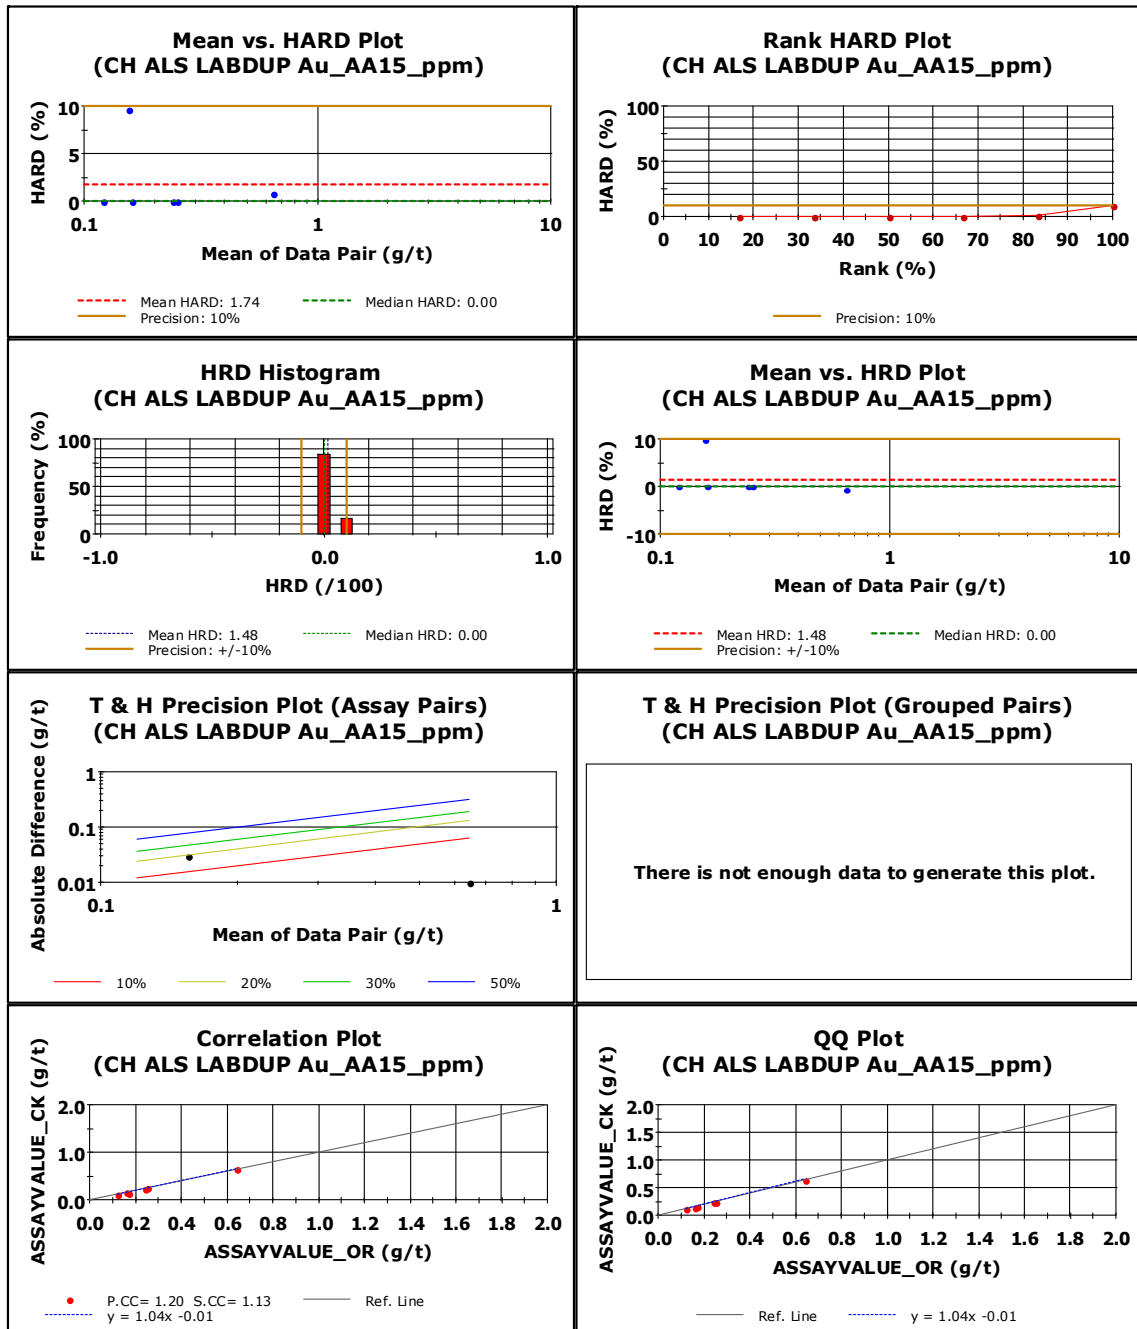 Mean vs. HARD Plot
(CH ALS LABDUP Au_AA15_ppm)
HARD (%)
10
5
0
0.1 1 10
Mean of Data Pair (g/t)
Mean HARD: 1.74 Median HARD: 0.00
Precision: 10%
Rank HARD Plot
(CH ALS LABDUP Au_AA15_ppm)
HARD (%)
100
50
0
0 10 20 30 40 50 60 70 80 90 100
Rank (%)
Precision: 10%
HRD Histogram
(CH ALS LABDUP Au_AA15_ppm)
Frequency (%)
100
50
0
-1.0 0.0 1.0
HRD (/100)
Mean HRD: 1.48 Median HRD: 0.00
Precision: +/-10%
Mean vs. HRD Plot
(CH ALS LABDUP Au_AA15_ppm)
HRD (%)
10
0
-10
0.1 1 10
Mean of Data Pair (g/t)
Mean HRD: 1.48 Median HRD: 0.00
Precision: +/-10%
T & H Precision Plot (Assay Pairs)
(CH ALS LABDUP Au_AA15_ppm)
Absolute Difference (g/t)
1
0.1
0.01
0.1 1
Mean of Data Pair (g/t)
10% 20% 30% 50%
T & H Precision Plot (Grouped Pairs)
(CH ALS LABDUP Au_AA15_ppm)
There is not enough data to generate this plot.
Correlation Plot
(CH ALS LABDUP Au_AA15_ppm)
ASSAYVALUE_CK (g/t)
2.0
1.0
0.0
0.0 0.2 0.4 0.6 0.8 1.0 1.2 1.4 1.6 1.8 2.0
ASSAYVALUE_OR (g/t)
P.CC= 1.20 S.CC= 1.13 Ref. Line
y = 1.04x -0.01
QQ Plot
(CH ALS LABDUP Au_AA15_ppm)
ASSAYVALUE_CK (g/t)
2.0
1.5
1.0
0.5
0.0
0.0 0.2 0.4 0.6 0.8 1.0 1.2 1.4 1.6 1.8 2.0
ASSAYVALUE_OR (g/t)
Ref. Line y = 1.04x -0.01